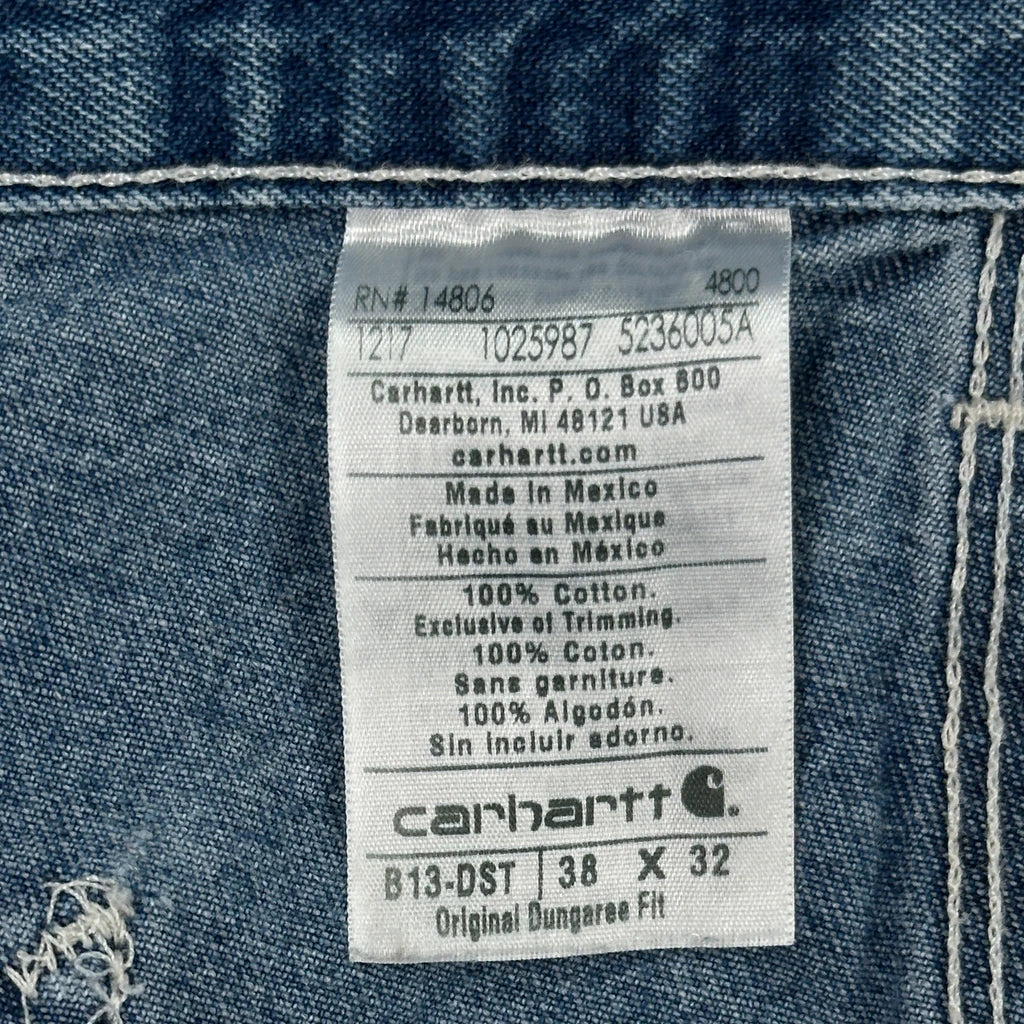 RN# 14806 4800
1217 1025987 5236005A
Carhartt, Inc. P. O. Box 600
Dearborn, MI 48121 USA
carhartt.com
Made in Mexico
Fabriqué au Mexique
Hecho en México
100% Cotton.
Exclusive of Trimming.
100% Coton.
Sans garniture.
100% Algodón.
Sin incluir adorno.
carhartt
B13-DST 38 X 32
Original Dungaree Fit